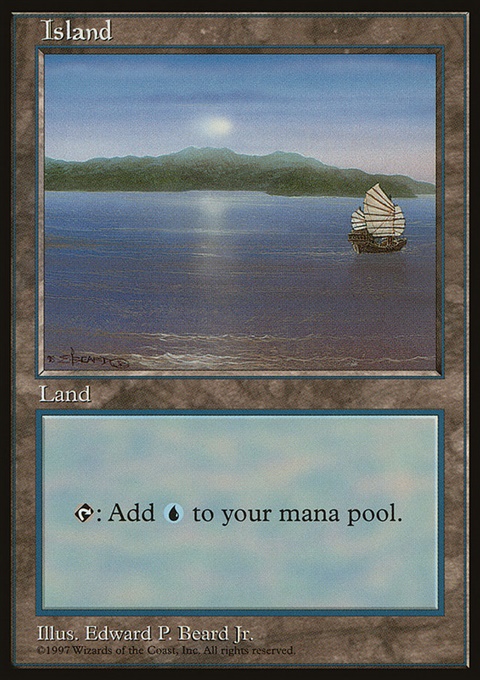 Island
Land
: Add to your mana pool.
Illus. Edward P. Beard Jr.
©1997 Wizards of the Coast, Inc. All rights reserved.